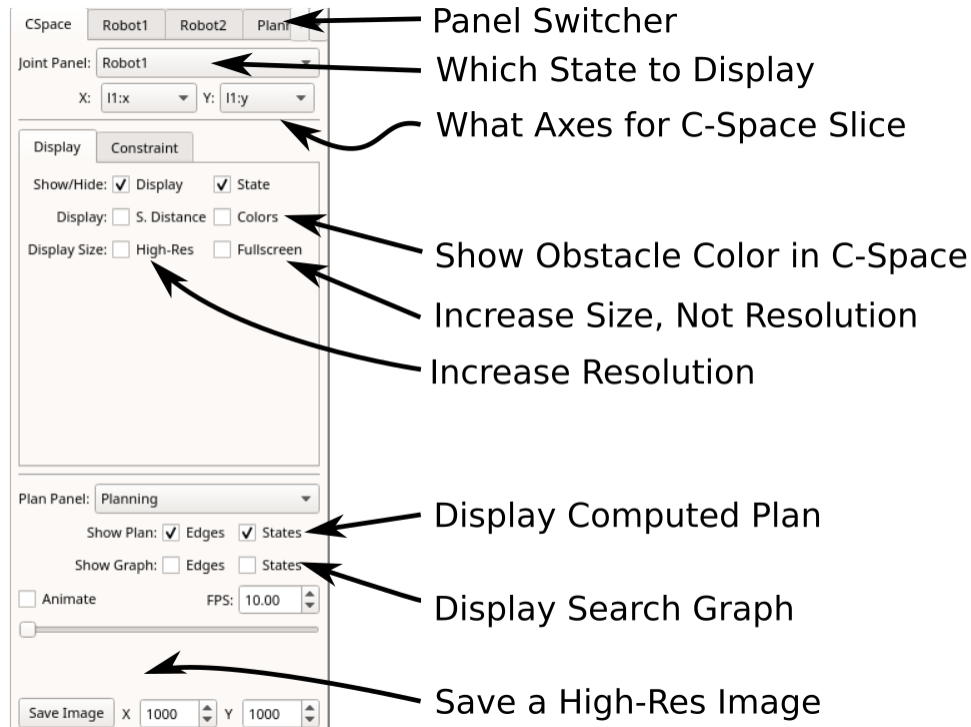 CSpace Robot1 Robot2 Planr
Panel Switcher
Joint Panel: Robot1
Which State to Display
X: l1:x Y: l1:y
What Axes for C-Space Slice
Display Constraint
Show/Hide: Display State
Display: S. Distance Colors
Show Obstacle Color in C-Space
Display Size: High-Res Fullscreen
Increase Size, Not Resolution
Increase Resolution
Plan Panel: Planning
Show Plan: Edges States
Display Computed Plan
Show Graph: Edges States
Animate FPS: 10.00
Display Search Graph
Save a High-Res Image
Save Image X 1000 Y 1000